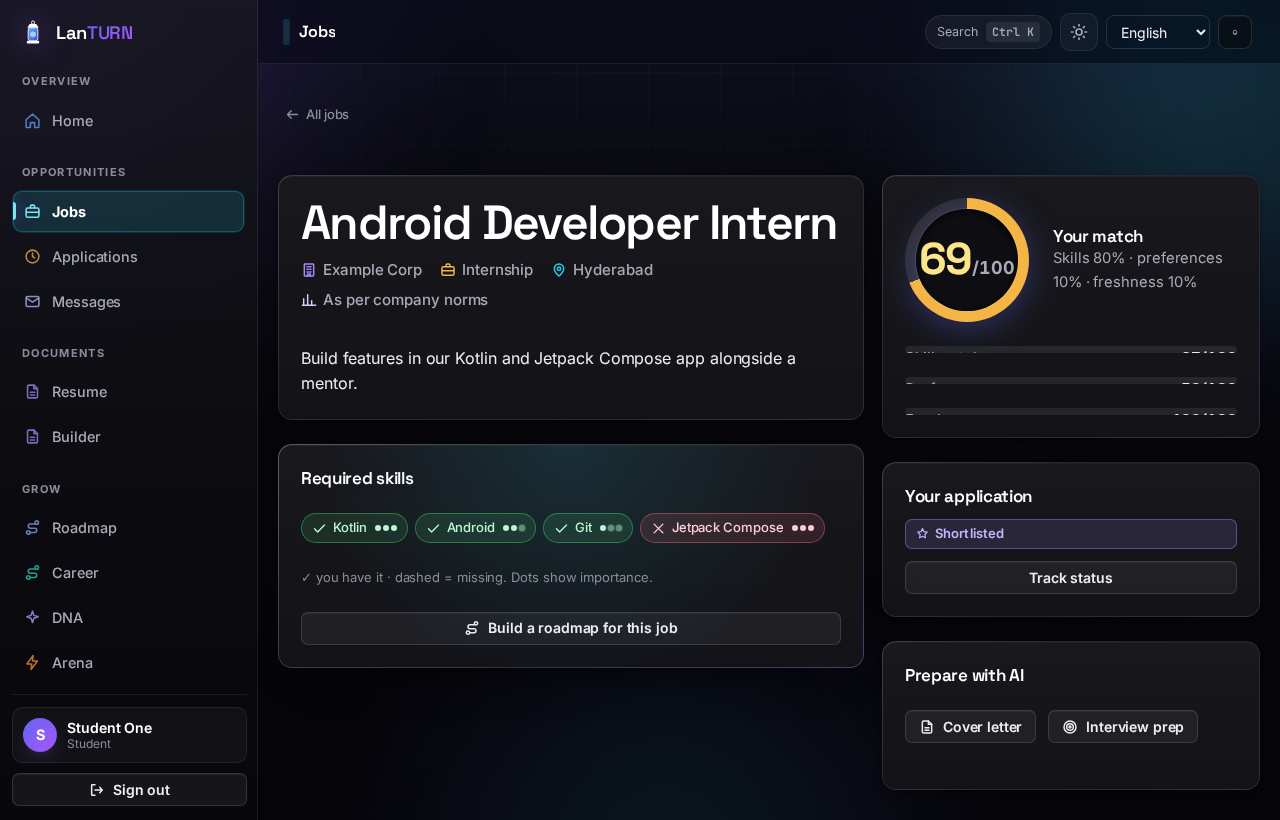 LanTURN
OVERVIEW
Home
OPPORTUNITIES
Jobs
Applications
Messages
DOCUMENTS
Resume
Builder
GROW
Roadmap
Career
DNA
Arena
S
Student One
Student
Sign out
Jobs
Search Ctrl K
English
← All jobs
Android Developer Intern
Example Corp Internship Hyderabad
As per company norms
Build features in our Kotlin and Jetpack Compose app alongside a
mentor.
Required skills
Kotlin Android Git Jetpack Compose
✓ you have it · dashed = missing. Dots show importance.
Build a roadmap for this job
69/100
Your match
Skills 80% · preferences
10% · freshness 10%
Your application
Shortlisted
Track status
Prepare with AI
Cover letter Interview prep